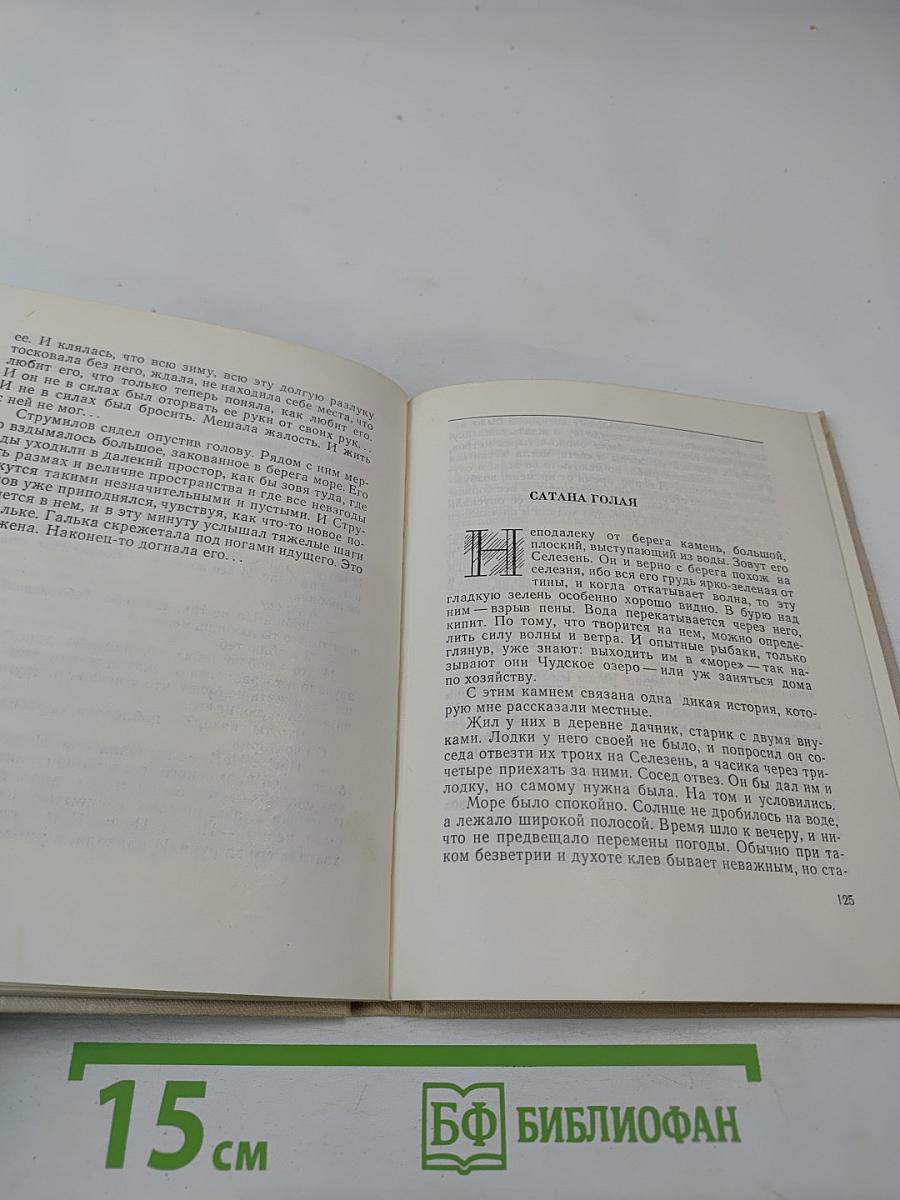 ее. И клялась, что всю зиму, всю эту долгую разлуку
тосковала без него, ждала, не находила себе места, что
любит его, что только теперь поняла, как любит его.
И он не в силах был оторвать ее руки от своих рук...
И не в силах был бросить. Мешала жалость. И жить
с ней не мог...
Струмилов сидел опустив голову. Рядом с ним мер-
о вздымалось большое, закованное в берега море. Его
ды уходили в далекий простор, как бы зовя туда, где
ть размах и величие пространства и где все невзгоды
жутся такими незначительными и пустыми. И Стру-
ов уже приподнялся, чувствуя, как что-то новое по-
ется в нем, и в эту минуту услышал тяжелые шаги
льке. Галька скрежетала под ногами идущего. Это
жена. Наконец-то догнала его...
САТАНА ГОЛАЯ
Неподалеку от берега камень, большой,
плоский, выступающий из воды. Зовут его
Селезень. Он и верно с берега похож на
селезня, ибо вся его грудь ярко-зеленая от
тины, и когда откатывает волна, то эту
гладкую зелень особенно хорошо видно. В бурю над
ним — взрыв пены. Вода перекатывается через него,
кипит. По тому, что творится на нем, можно опреде-
лить силу волны и ветра. И опытные рыбаки, только
глянув, уже знают: выходить им в «море» — так на-
зывают они Чудское озеро — или уж заняться дома
по хозяйству.
С этим камнем связана одна дикая история, кото-
рую мне рассказали местные.
Жил у них в деревне дачник, старик с двумя вну-
ками. Лодки у него своей не было, и попросил он со-
седа отвезти их троих на Селезень, а часика через три-
четыре приехать за ними. Сосед отвез. Он бы дал им и
лодку, но самому нужна была. На том и условились.
Море было спокойно. Солнце не дробилось на воде,
а лежало широкой полосой. Время шло к вечеру, и ни-
что не предвещало перемены погоды. Обычно при та-
ком безветрии и духоте клев бывает неважным, но ста-
125
15 см
БФ БИБЛИОФАН